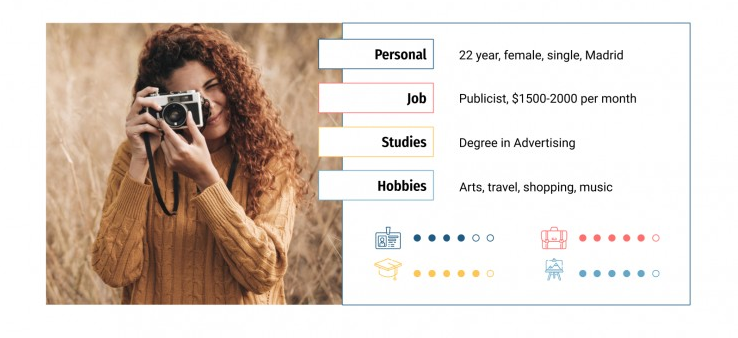 Personal 22 year, female, single, Madrid
Job Publicist, $1500-2000 per month
Studies Degree in Advertising
Hobbies Arts, travel, shopping, music